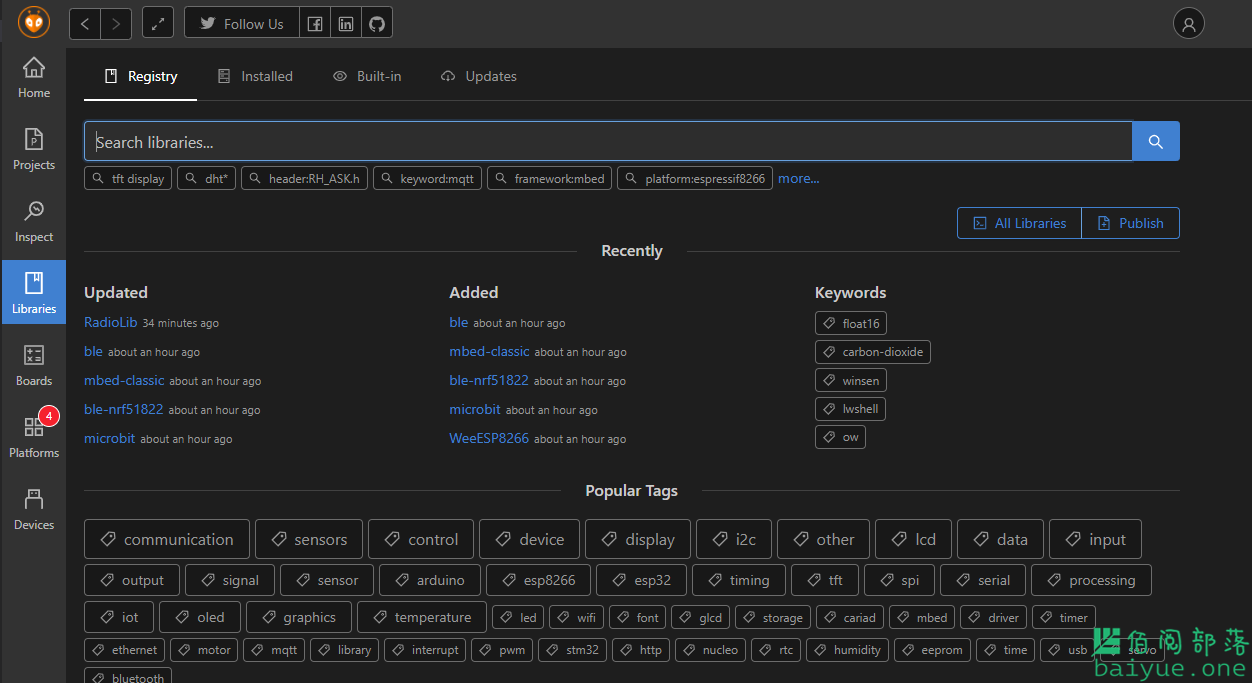 Follow Us
Home
Projects
Inspect
Libraries
Boards
4
Platforms
Devices
Registry Installed Built-in Updates
Search libraries...
tft display dht* header:RH_ASK.h keyword:mqtt framework:mbed platform:espressif8266 more...
All Libraries Publish
Recently
Updated
RadioLib 34 minutes ago
ble about an hour ago
mbed-classic about an hour ago
ble-nrf51822 about an hour ago
microbit about an hour ago
Added
ble about an hour ago
mbed-classic about an hour ago
ble-nrf51822 about an hour ago
microbit about an hour ago
WeeESP8266 about an hour ago
Keywords
float16
carbon-dioxide
winsen
lwshell
ow
Popular Tags
communication sensors control device display i2c other lcd data input
output signal sensor arduino esp8266 esp32 timing tft spi serial processing
iot oled graphics temperature led wifi font glcd storage cariad mbed driver timer
ethernet motor mqtt library interrupt pwm stm32 http nucleo rtc humidity eeprom time usb servo
bluetooth
佰阅部落
baiyue.one